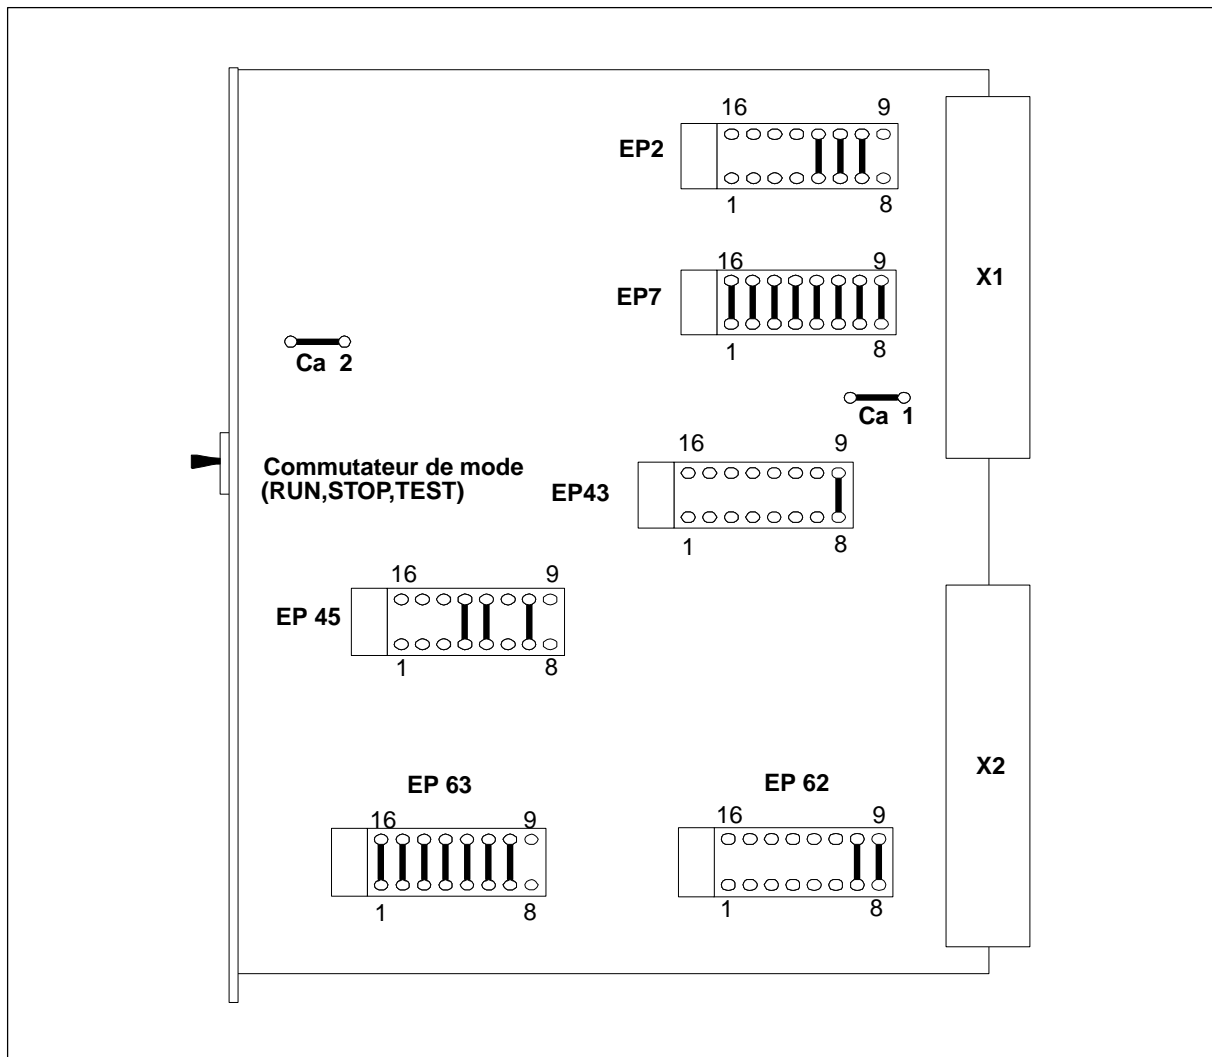 16 9
EP2
1 8
16 9
EP7
X1
1 8
Ca 2
Ca 1
16 9
Commutateur de mode
(RUN,STOP,TEST)
EP43
1 8
16 9
EP 45
1 8
X2
EP 63
16 9
1 8
EP 62
16 9
1 8